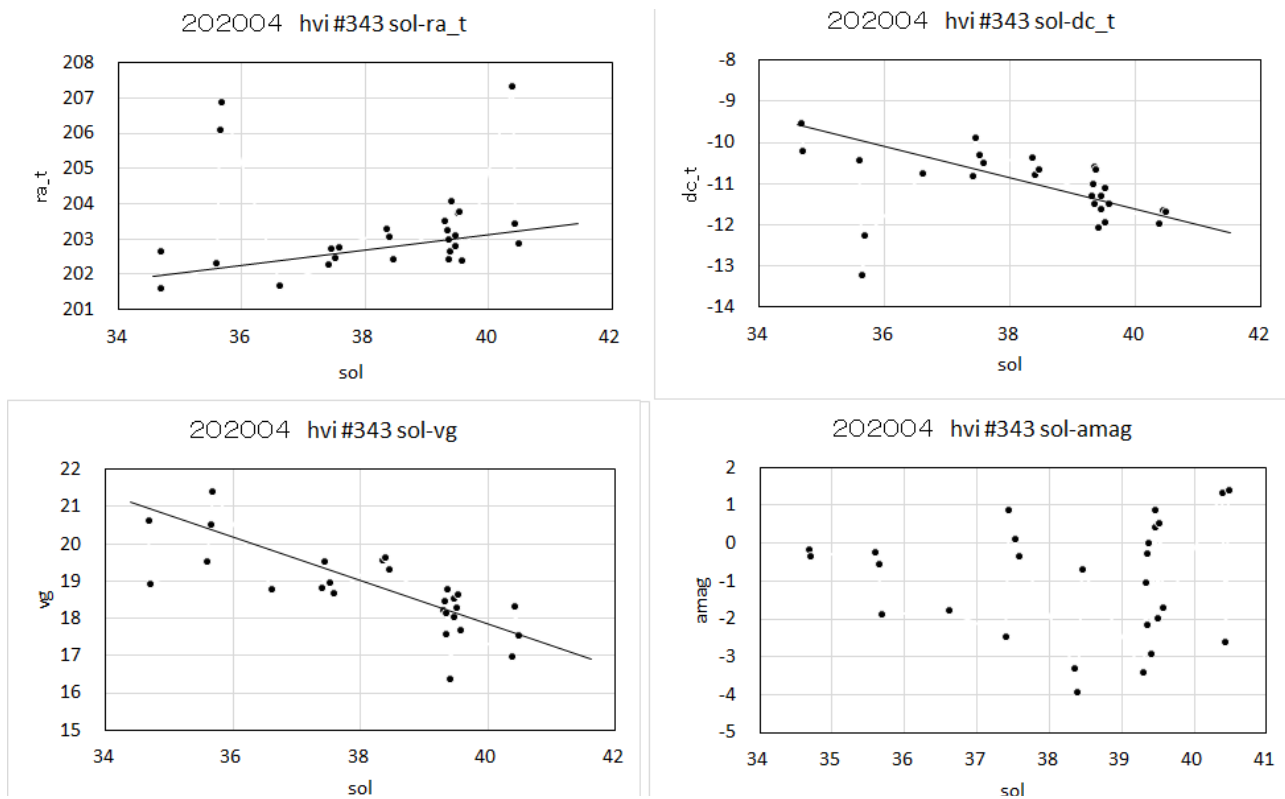 202004 hvi #343 sol-ra_t
208
207
206
205
204
203
202
201
34 36 38 40 42
ra_t
sol
202004 hvi #343 sol-dc_t
-8
-9
-10
-11
-12
-13
-14
34 36 38 40 42
dc_t
sol
202004 hvi #343 sol-vg
22
21
20
19
18
17
16
15
34 36 38 40 42
vg
sol
202004 hvi #343 sol-amag
2
1
0
-1
-2
-3
-4
-5
34 35 36 37 38 39 40 41
amag
sol